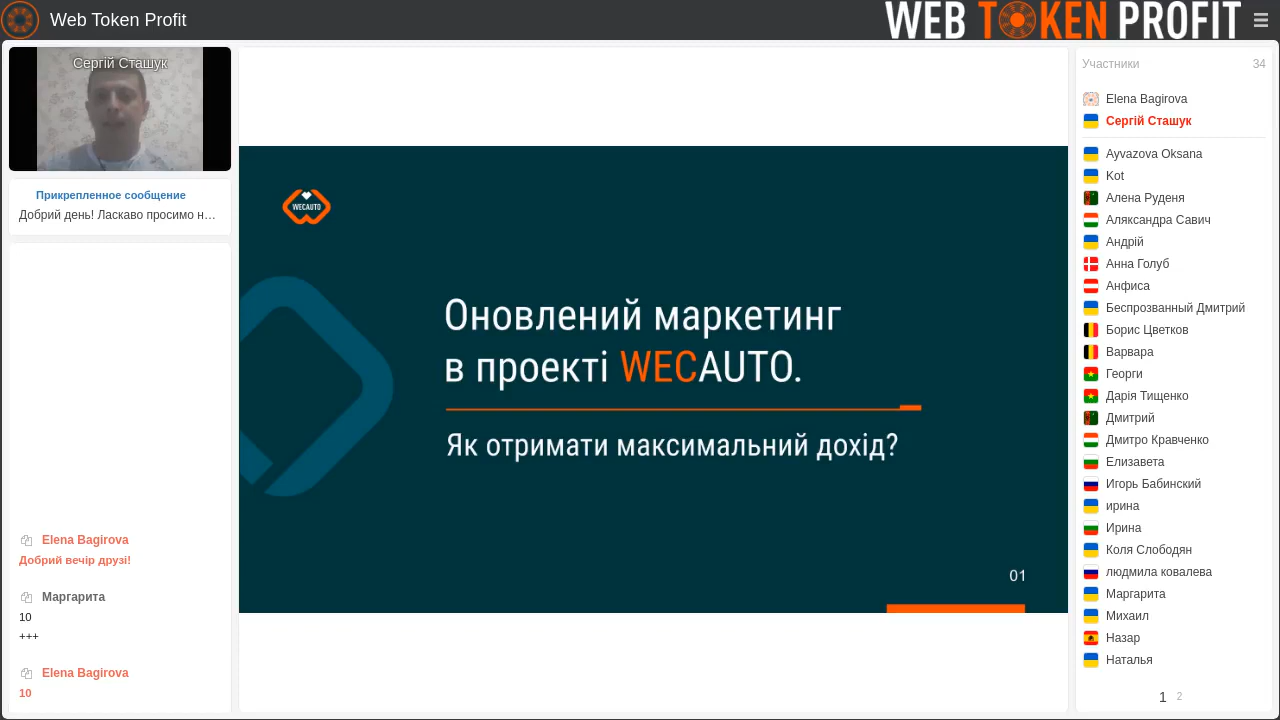 Web Token Profit
WEB TOKEN PROFIT
Сергій Сташук
Прикрепленное сообщение
Добрий день! Ласкаво просимо н…
Elena Bagirova
Добрий вечір друзі!
Маргарита
10
+++
Elena Bagirova
10
WECAUTO
Оновлений маркетинг
в проекті WECAUTO.
Як отримати максимальний дохід?
01
Участники 34
Elena Bagirova
Сергій Сташук
Ayvazova Oksana
Kot
Алена Руденя
Аляксандра Савич
Андрій
Анна Голуб
Анфиса
Беспрозванный Дмитрий
Борис Цветков
Варвара
Георги
Дарія Тищенко
Дмитрий
Дмитро Кравченко
Елизавета
Игорь Бабинский
ирина
Ирина
Коля Слободян
людмила ковалева
Маргарита
Михаил
Назар
Наталья
1 2